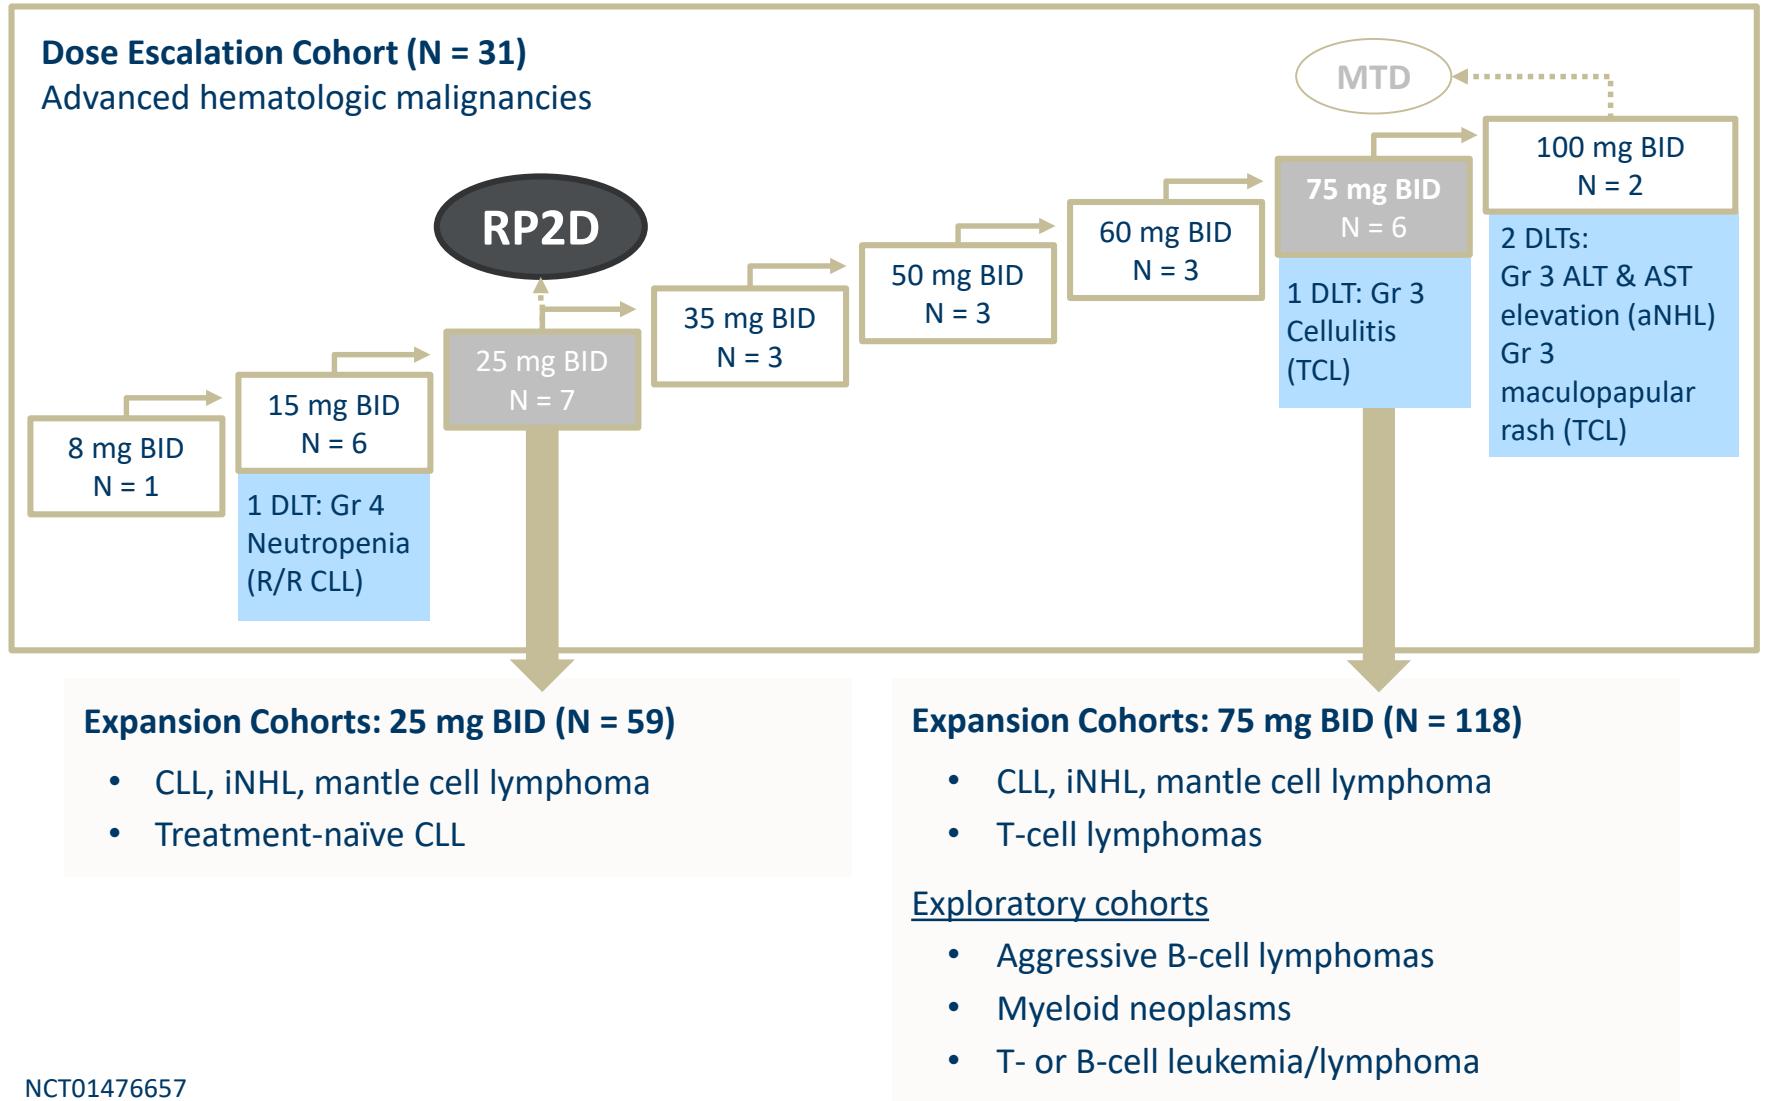 Dose Escalation Cohort (N = 31)
Advanced hematologic malignancies
MTD
RP2D
8 mg BID
N = 1
15 mg BID
N = 6
1 DLT: Gr 4
Neutropenia
(R/R CLL)
25 mg BID
N = 7
35 mg BID
N = 3
50 mg BID
N = 3
60 mg BID
N = 3
75 mg BID
N = 6
1 DLT: Gr 3
Cellulitis
(TCL)
100 mg BID
N = 2
2 DLTs:
Gr 3 ALT & AST
elevation (aNHL)
Gr 3
maculopapular
rash (TCL)
Expansion Cohorts: 25 mg BID (N = 59)
• CLL, iNHL, mantle cell lymphoma
• Treatment-naïve CLL
Expansion Cohorts: 75 mg BID (N = 118)
• CLL, iNHL, mantle cell lymphoma
• T-cell lymphomas
Exploratory cohorts
• Aggressive B-cell lymphomas
• Myeloid neoplasms
• T- or B-cell leukemia/lymphoma
NCT01476657